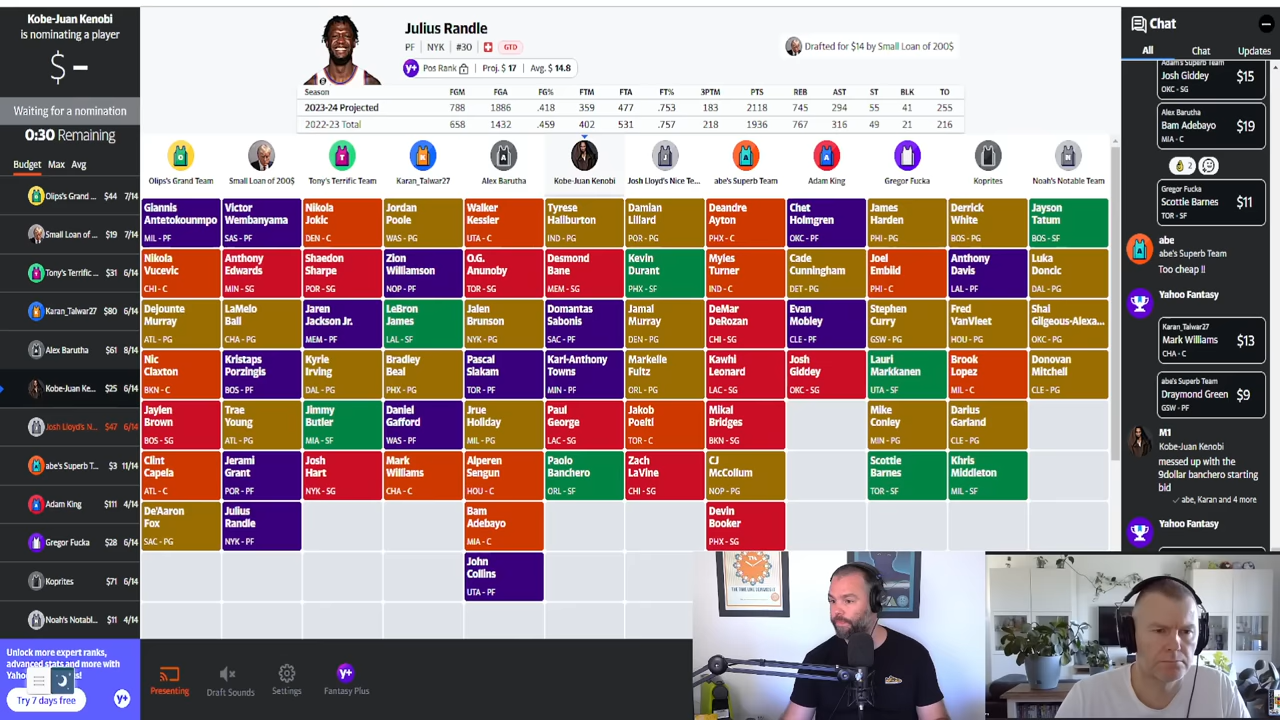 Kobe-Juan Kenobi
is nominating a player
$ -
Waiting for a nomination
0:30 Remaining
Budget Max Avg
Olips's Grand ... $44 7/14
Small Loan of ... $19 7/14
Tony's Terrific ... $31 6/14
Karan_Talwar27 $80 6/14
Alex Barutha $51 8/14
Kobe-Juan Ke... $25 6/14
Josh Lloyd's N... $47 6/14
abe's Superb T... $3 11/14
Adam King $111 4/14
Gregor Fucka $28 6/14
Koprites $71 6/14
Noah's Notabl... $11 4/14
Unlock more expert ranks,
advanced stats and more with
Try 7 days free
y+
Julius Randle
PF NYK #30 GTD
y+ Pos Rank Proj. $ 17 Avg. $ 14.8
Drafted for $14 by Small Loan of 200$
Season FGM FGA FG% FTM FTA FT% 3PTM PTS REB AST ST BLK TO
2023-24 Projected 788 1886 .418 359 477 .753 183 2118 745 294 55 41 255
2022-23 Total 658 1432 .459 402 531 .757 218 1936 767 316 49 21 216
Olips's Grand Team Small Loan of 200$ Tony's Terrific Team Karan_Talwar27 Alex Barutha Kobe-Juan Kenobi Josh Lloyd's Nice Te... abe's Superb Team Adam King Gregor Fucka Koprites Noah's Notable Team
Giannis Victor Nikola Jordan Walker Tyrese Damian Deandre Chet James Derrick Jayson
Antetokounmpo Wembanyama Jokic Poole Kessler Haliburton Lillard Ayton Holmgren Harden White Tatum
MIL - PF SAS - PF DEN - C WAS - PG UTA - C IND - PG POR - PG PHX - C OKC - PF PHI - PG BOS - PG BOS - SF
Nikola Anthony Shaedon Zion O.G. Desmond Kevin Myles Cade Joel Anthony Luka
Vucevic Edwards Sharpe Williamson Anunoby Bane Durant Turner Cunningham Embiid Davis Doncic
CHI - C MIN - SG POR - SG NOP - PF TOR - SG MEM - SG PHX - SF IND - C DET - PG PHI - C LAL - PF DAL - PG
Dejounte LaMelo Jaren LeBron Jalen Domantas Jamal DeMar Evan Stephen Fred Shai
Murray Ball Jackson Jr. James Brunson Sabonis Murray DeRozan Mobley Curry VanVleet Gilgeous-Alexa...
ATL - PG CHA - PG MEM - PF LAL - SF NYK - PG SAC - PF DEN - PG CHI - SG CLE - PF GSW - PG HOU - PG OKC - PG
Nic Kristaps Kyrie Bradley Pascal Karl-Anthony Markelle Kawhi Josh Lauri Brook Donovan
Claxton Porzingis Irving Beal Siakam Towns Fultz Leonard Giddey Markkanen Lopez Mitchell
BKN - C BOS - PF DAL - PG PHX - PG TOR - PF MIN - PF ORL - PG LAC - SG OKC - SG UTA - SF MIL - C CLE - PG
Jaylen Trae Jimmy Daniel Jrue Paul Jakob Mikal Mike Darius
Brown Young Butler Gafford Holiday George Poeltl Bridges Conley Garland
BOS - SG ATL - PG MIA - SF WAS - PF MIL - PG LAC - SG TOR - C BKN - SG MIN - PG CLE - PG
Clint Jerami Josh Mark Alperen Paolo Zach CJ Scottie Khris
Capela Grant Hart Williams Sengun Banchero LaVine McCollum Barnes Middleton
ATL - C POR - PF NYK - SG CHA - C HOU - C ORL - SF CHI - SG NOP - PG TOR - SF MIL - SF
De'Aaron Julius Bam Devin
Fox Randle Adebayo Booker
SAC - PG NYK - PF MIA - C PHX - SG
John
Collins
UTA - PF
Presenting Draft Sounds Settings Fantasy Plus
Chat
All Chat Updates
Adam's Superb Team
Josh Giddey $15
OKC - SG
Alex Barutha
Bam Adebayo $19
MIA - C
2
Gregor Fucka
Scottie Barnes $11
TOR - SF
abe
abe's Superb Team
Too cheap !!
Yahoo Fantasy
Karan_Talwar27
Mark Williams $13
CHA - C
abe's Superb Team
Draymond Green $9
GSW - PF
M1
Kobe-Juan Kenobi
messed up with the
9dollar banchero starting
bid
abe, Karan and 4 more
Yahoo Fantasy